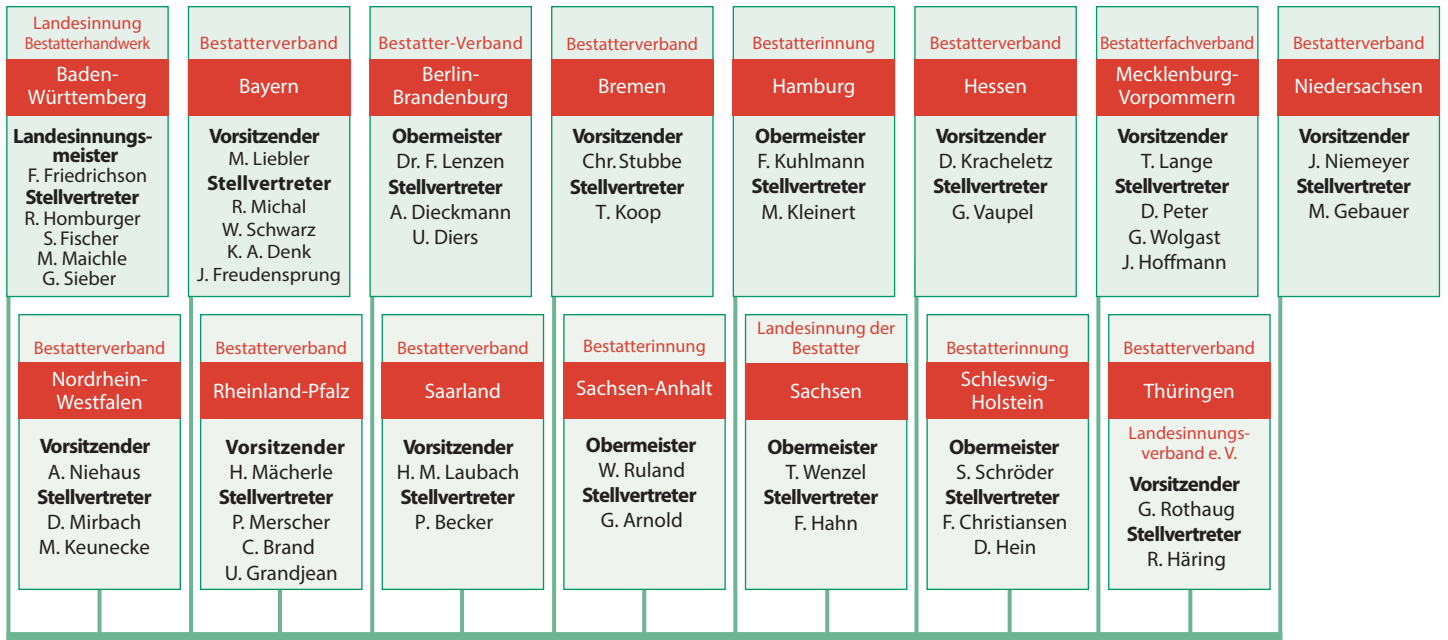 Landesinnung
Bestatterhandwerk
Baden-
Württemberg
Landesinnungs-
meister
F. Friedrichson
Stellvertreter
R. Homburger
S. Fischer
M. Maichle
G. Sieber
Bestatterverband
Bayern
Vorsitzender
M. Liebler
Stellvertreter
R. Michal
W. Schwarz
K. A. Denk
J. Freudensprung
Bestatter-Verband
Berlin-
Brandenburg
Obermeister
Dr. F. Lenzen
Stellvertreter
A. Dieckmann
U. Diers
Bestatterverband
Bremen
Vorsitzender
Chr. Stubbe
Stellvertreter
T. Koop
Bestatterinnung
Hamburg
Obermeister
F. Kuhlmann
Stellvertreter
M. Kleinert
Bestatterverband
Hessen
Vorsitzender
D. Kracheletz
Stellvertreter
G. Vaupel
Bestatterfachverband
Mecklenburg-
Vorpommern
Vorsitzender
T. Lange
Stellvertreter
D. Peter
G. Wolgast
J. Hoffmann
Bestatterverband
Niedersachsen
Vorsitzender
J. Niemeyer
Stellvertreter
M. Gebauer
Bestatterverband
Nordrhein-
Westfalen
Vorsitzender
A. Niehaus
Stellvertreter
D. Mirbach
M. Keunecke
Bestatterverband
Rheinland-Pfalz
Vorsitzender
H. Mächerle
Stellvertreter
P. Merscher
C. Brand
U. Grandjean
Bestatterverband
Saarland
Vorsitzender
H. M. Laubach
Stellvertreter
P. Becker
Bestatterinnung
Sachsen-Anhalt
Obermeister
W. Ruland
Stellvertreter
G. Arnold
Landesinnung der
Bestatter
Sachsen
Obermeister
T. Wenzel
Stellvertreter
F. Hahn
Bestatterinnung
Schleswig-
Holstein
Obermeister
S. Schröder
Stellvertreter
F. Christiansen
D. Hein
Bestatterverband
Thüringen
Landesinnungs-
verband e. V.
Vorsitzender
G. Rothaug
Stellvertreter
R. Häring